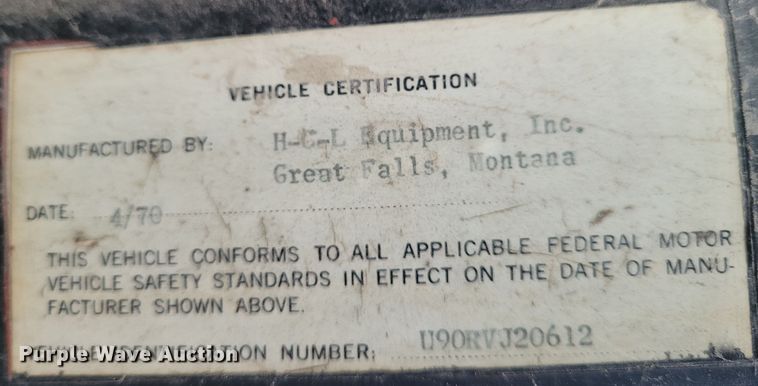 VEHICLE CERTIFICATION
MANUFACTURED BY: H-C-L Equipment, Inc.
Great Falls, Montana
DATE: 4/70
THIS VEHICLE CONFORMS TO ALL APPLICABLE FEDERAL MOTOR
VEHICLE SAFETY STANDARDS IN EFFECT ON THE DATE OF MANU-
FACTURER SHOWN ABOVE.
VEHICLE IDENTIFICATION NUMBER: U90RVJ20612
Purple Wave Auction